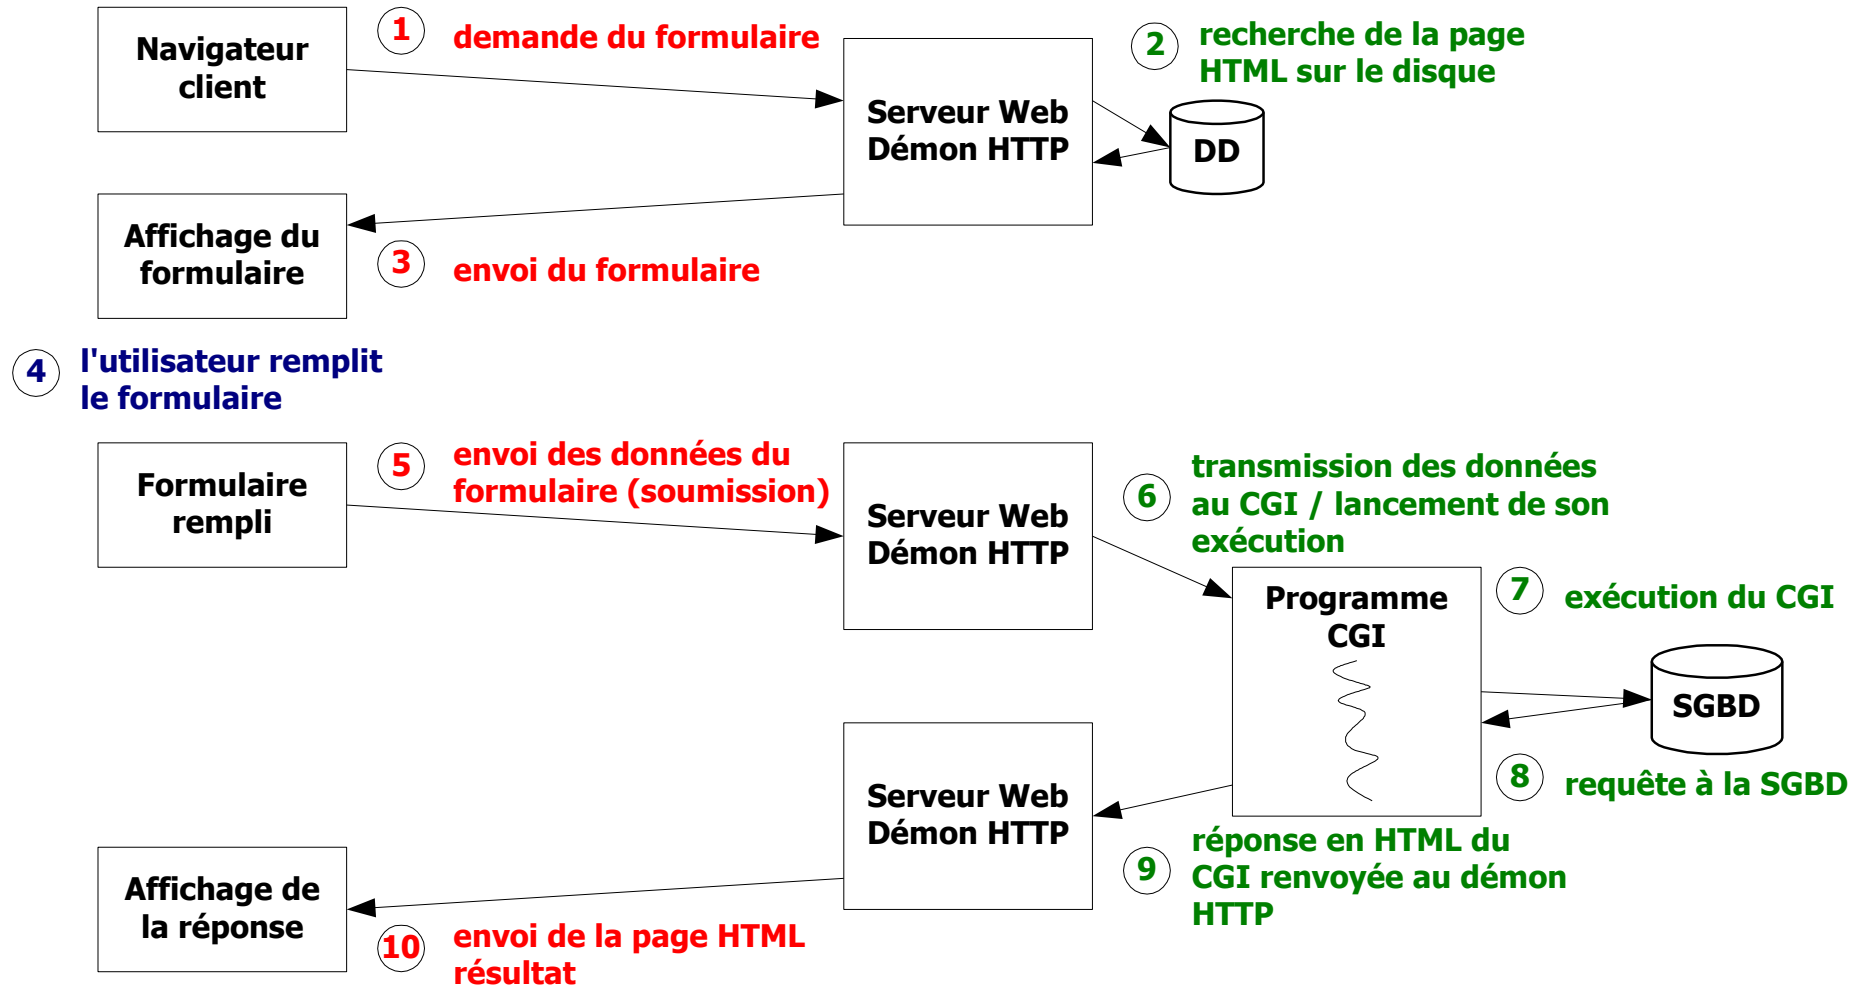 Navigateur
client
1
demande du formulaire
Serveur Web
Démon HTTP
2
recherche de la page
HTML sur le disque
DD
Affichage du
formulaire
3
envoi du formulaire
4
l'utilisateur remplit
le formulaire
Formulaire
rempli
5
envoi des données du
formulaire (soumission)
Serveur Web
Démon HTTP
6
transmission des données
au CGI / lancement de son
exécution
Programme
CGI
7
exécution du CGI
SGBD
8
requête à la SGBD
Serveur Web
Démon HTTP
9
réponse en HTML du
CGI renvoyée au démon
HTTP
Affichage de
la réponse
10
envoi de la page HTML
résultat